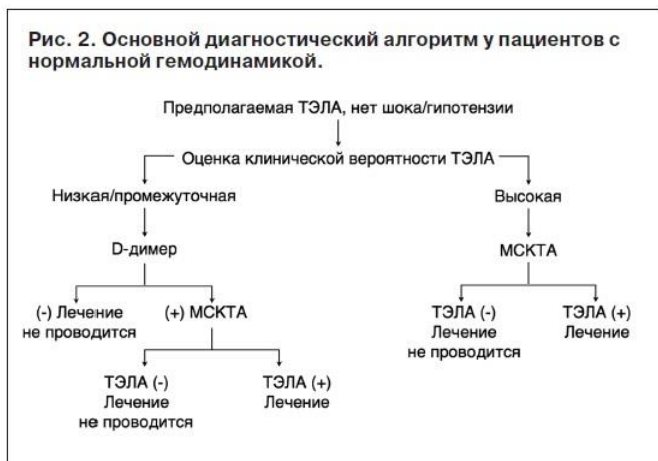 Рис. 2. Основной диагностический алгоритм у пациентов с
нормальной гемодинамикой.
Предполагаемая ТЭЛА, нет шока/гипотензии
Оценка клинической вероятности ТЭЛА
Низкая/промежуточная
Высокая
D-димер
МСКТА
(-) Лечение
не проводится
(+) МСКТА
ТЭЛА (-)
Лечение
не проводится
ТЭЛА (+)
Лечение
ТЭЛА (-)
Лечение
не проводится
ТЭЛА (+)
Лечение